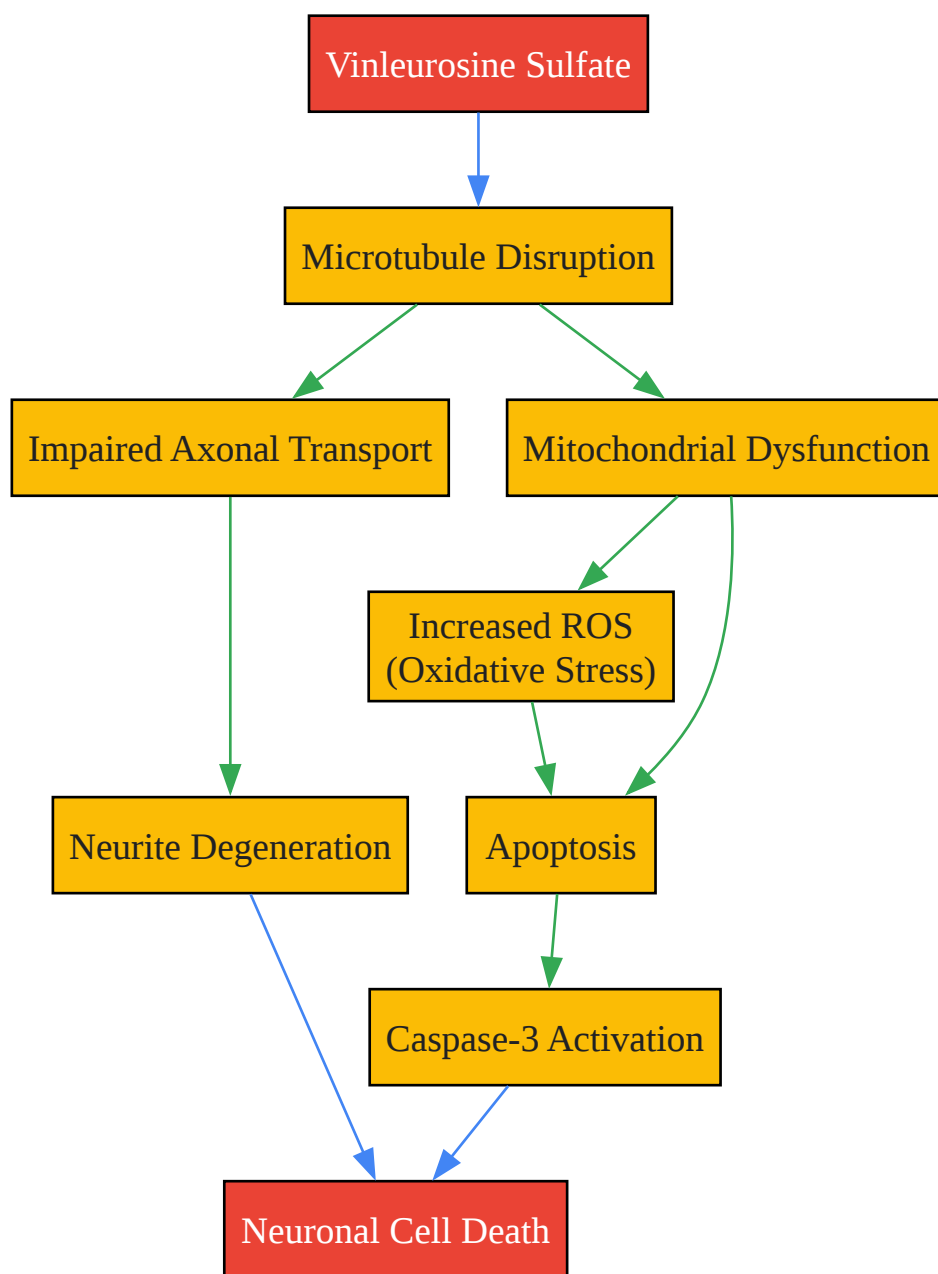 Vinleurosine Sulfate
Microtubule Disruption
Impaired Axonal Transport
Mitochondrial Dysfunction
Increased ROS
(Oxidative Stress)
Neurite Degeneration
Apoptosis
Caspase-3 Activation
Neuronal Cell Death